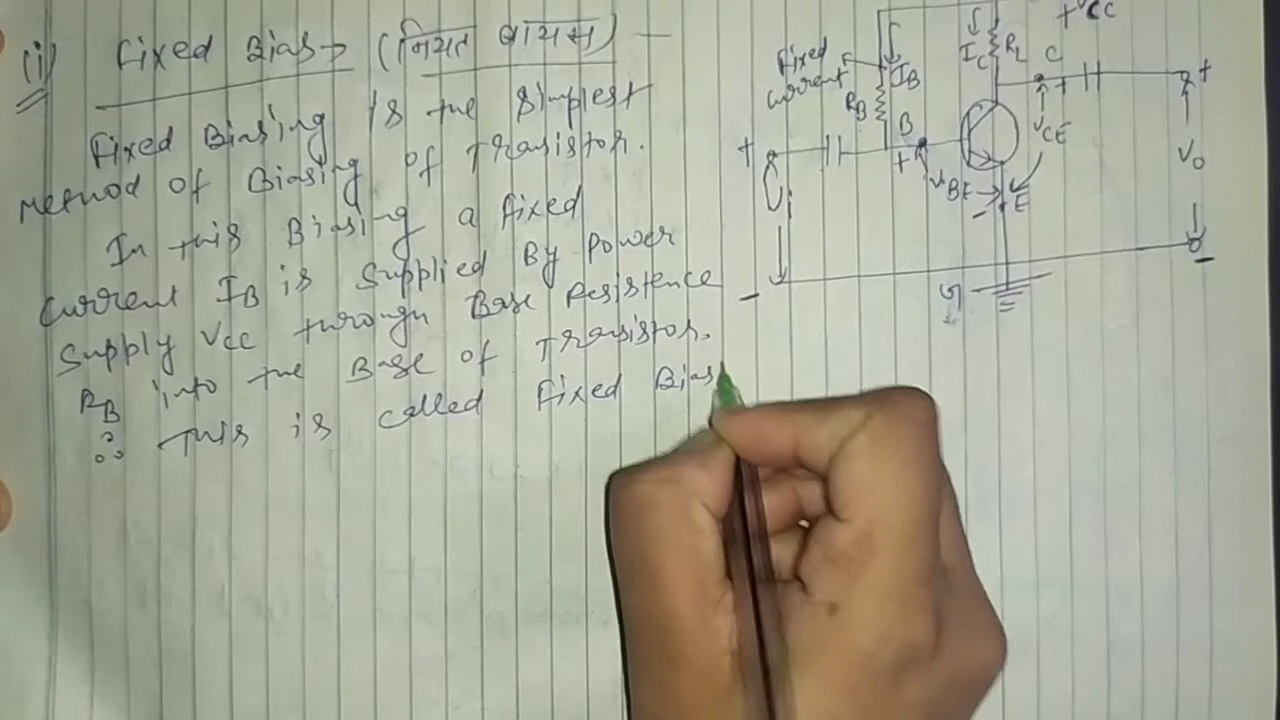 (i) Fixed Bias → (नियत बायस) —
Fixed Biasing is the simplest
method of Biasing of Transistor.
In this Biasing a fixed
current IB is supplied By Power
supply VCC through Base Resistence
RB into the Base of Transistor.
∴ This is called Fixed Bias
+VCC
IC RL C +
Fixed
current
IB
RB
B
+
VCE
+
Vi
VBE
E
-
Vo
-
-
G